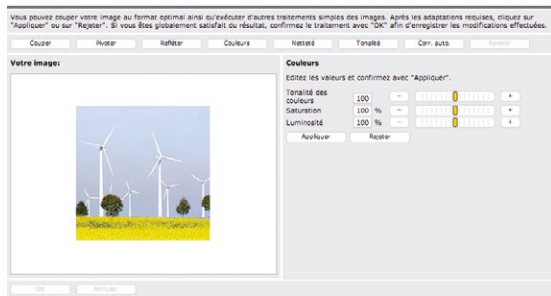 Vous pouvez couper votre image au format optimal ainsi qu'exécuter d'autres traitements simples des images. Après les adaptations requises, cliquez sur
"Appliquer" ou sur "Rejeter". Si vous êtes globalement satisfait du résultat, confirmez le traitement avec "OK" afin d'enregistrer les modifications effectuées.
Couper Pivoter Refléter Couleurs Netteté Tonalité Corr. auto. Revenir
Votre image:
Couleurs
Editez les valeurs et confirmez avec "Appliquer".
Tonalité des
couleurs 100 - +
Saturation 100 % - +
Luminosité 100 % - +
Appliquer Rejeter
OK Annuler